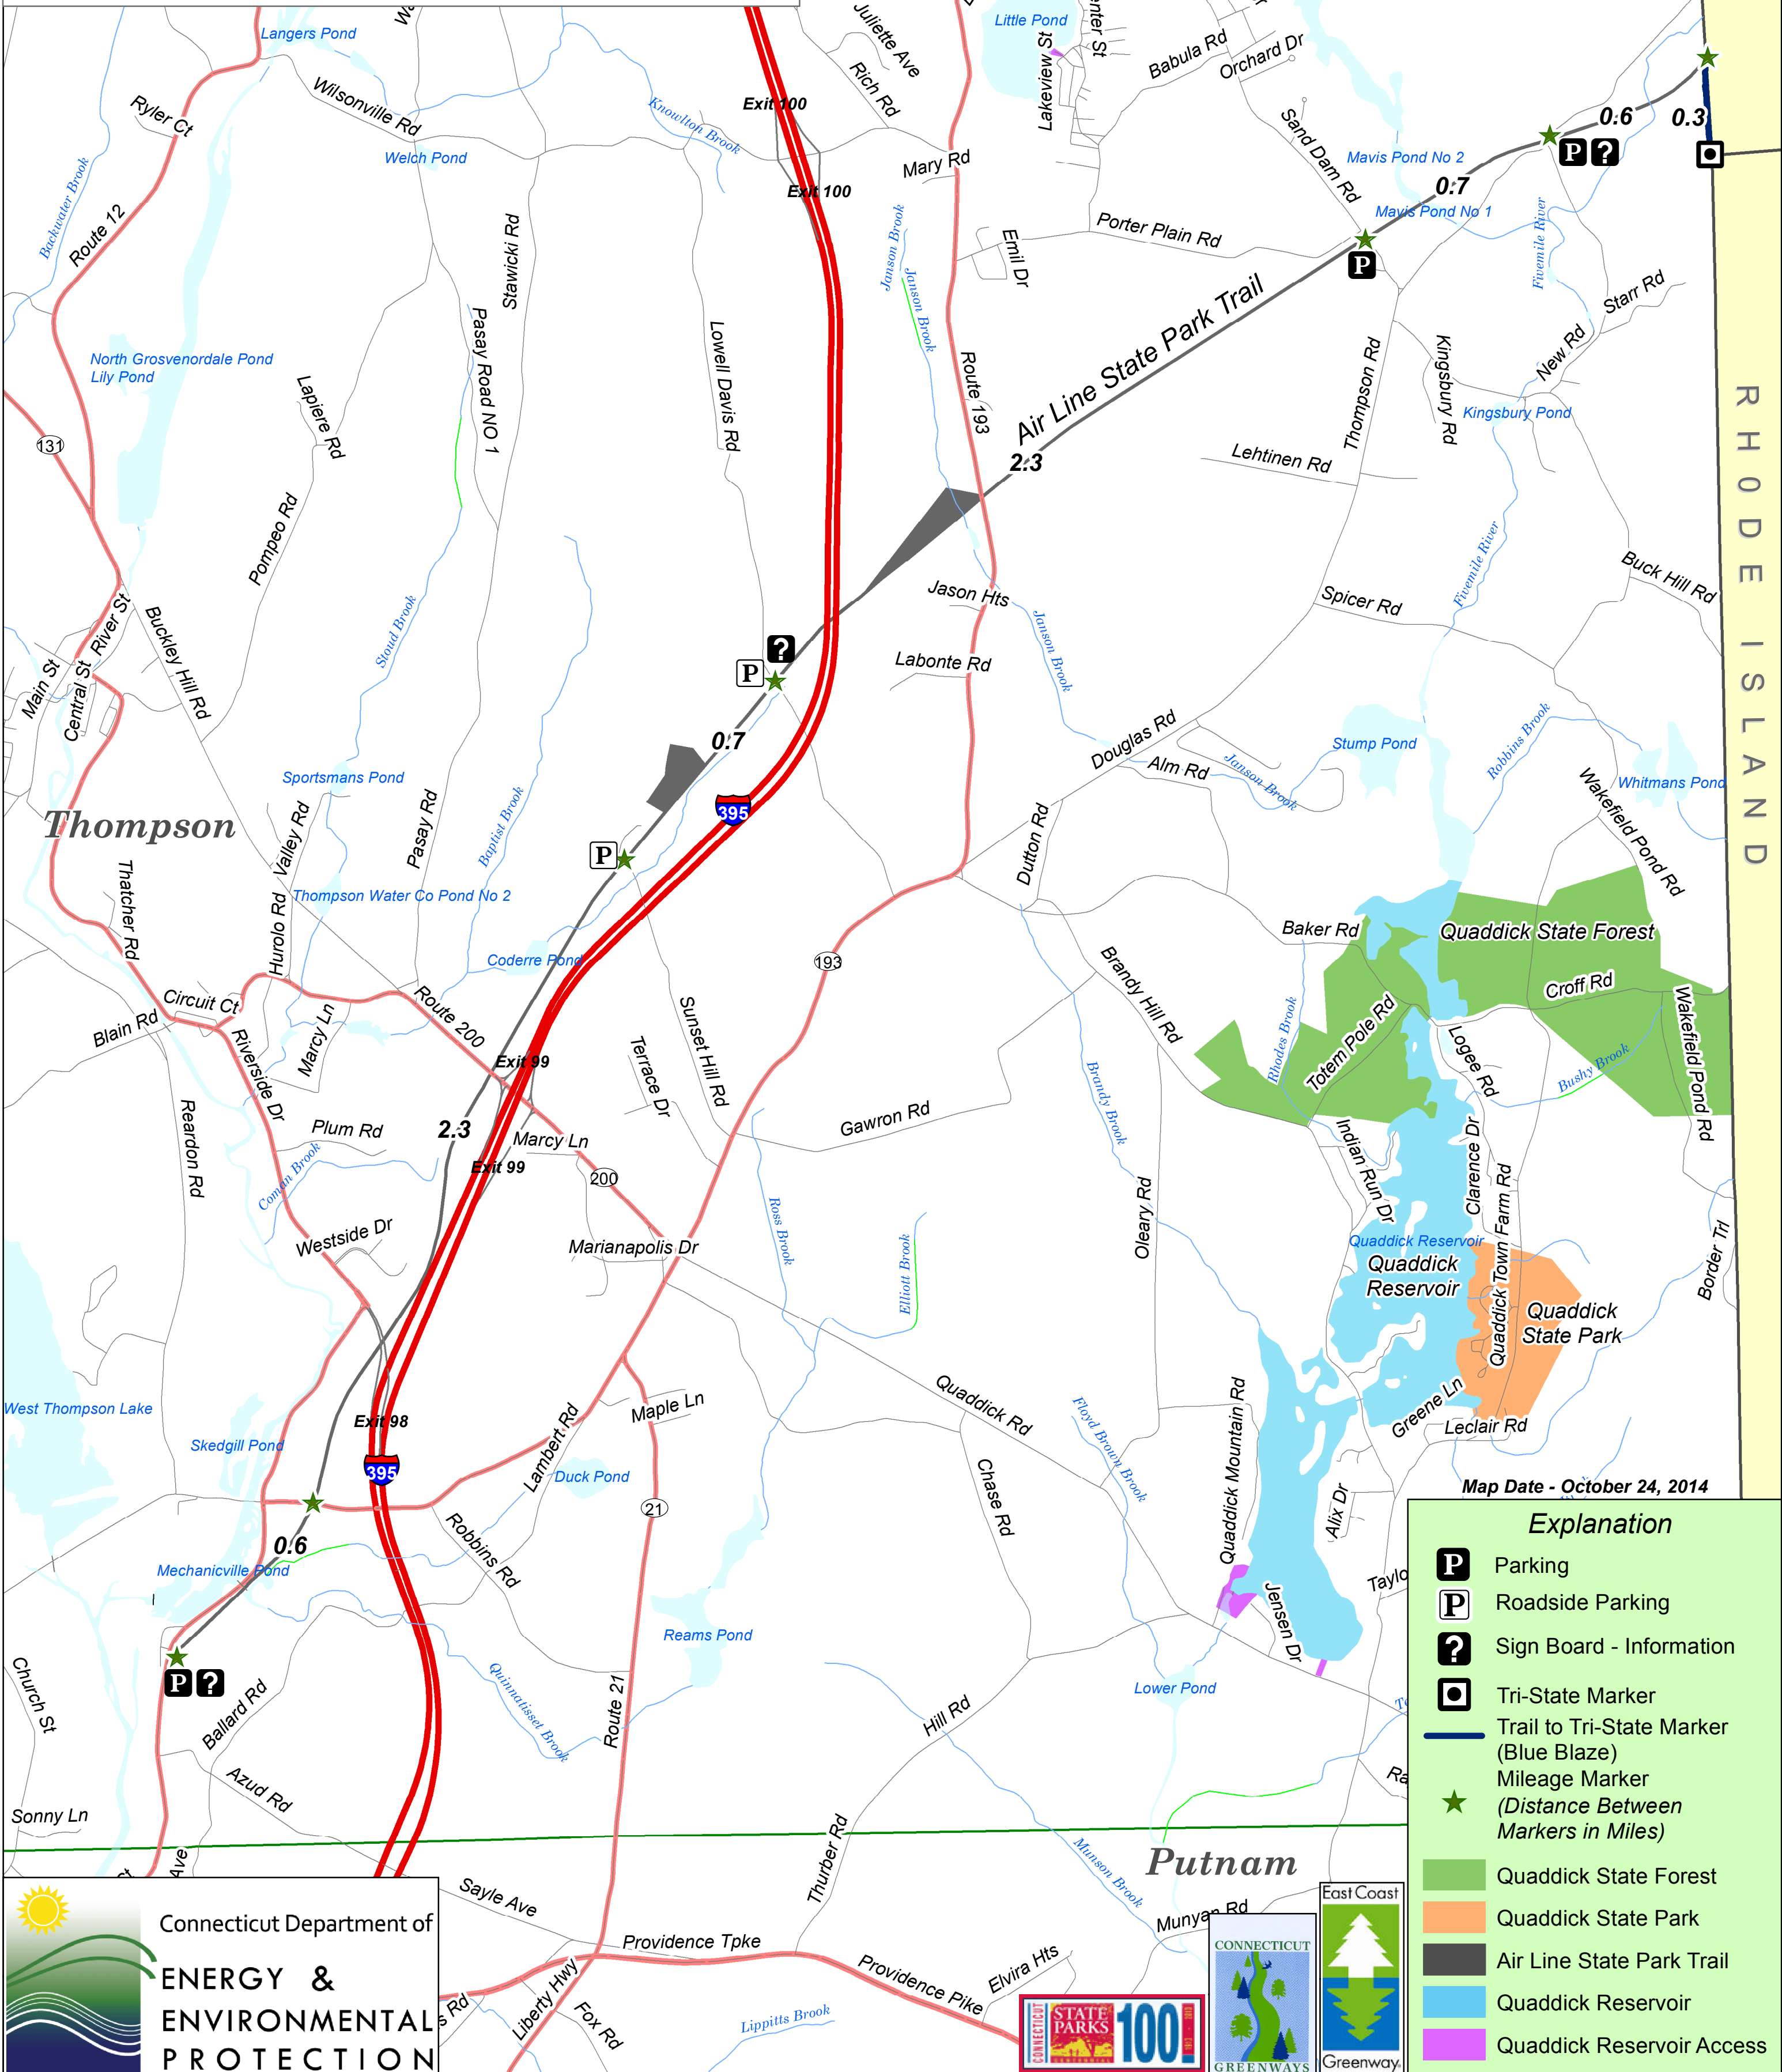 Langers Pond
Juliette Ave
Little Pond
Lakeview St
Babula Rd
Orchard Dr
Wilsonville Rd
Ryler Ct
Rich Rd
Exit 100
Knowlton Brook
Welch Pond
Mary Rd
Sand Dam Rd
Mavis Pond No 2
0.6
0.3
P
?
0.7
Mavis Pond No 1
Backwater Brook
Route 12
Exit 100
Stawicki Rd
Janson Brook
Janson Brook
Emil Dr
Porter Plain Rd
P
Fivemile River
Starr Rd
New Rd
Air Line State Park Trail
North Grosvenordale Pond
Lily Pond
Passay Road NO 1
Lowell Davis Rd
Route 193
Thompson Rd
Kingsbury Rd
Kingsbury Pond
Lapiere Rd
131
2.3
Lehtinen Rd
RHODE ISLAND
Pompeo Rd
Fivemile River
Buck Hill Rd
Jason Hts
Spicer Rd
River St
Buckley Hill Rd
Stoud Brook
Janson Brook
Main St
Central St
?
P
Labonte Rd
0.7
Douglas Rd
Stump Pond
Robbins Brook
Sportsmans Pond
Alm Rd
Janson Brook
Whitmans Pond
395
Thompson
Valley Rd
Pasay Rd
Baptist Brook
P
Dutton Rd
Wakefield Pond Rd
Thatcher Rd
Hurolo Rd
Thompson Water Co Pond No 2
Baker Rd
Quaddick State Forest
Coderre Pond
193
Brandy Hill Rd
Croff Rd
Circuit Ct
Blain Rd
Route 200
Marcy Ln
Riverside Dr
Sunset Hill Rd
Terrace Dr
Rhodes Brook
Totem Pole Rd
Logee Rd
Bushy Brook
Wakefield Pond Rd
Exit 99
Reardon Rd
Plum Rd
2.3
Marcy Ln
Gawron Rd
Brandy Brook
Indian Run Dr
Clarence Dr
Coman Brook
Exit 99
200
Oleary Rd
Quaddick Town Farm Rd
Westside Dr
Marianapolis Dr
Ross Brook
Elliott Brook
Quaddick Reservoir
Quaddick
Reservoir
Border Trl
Quaddick
State Park
West Thompson Lake
Exit 98
Skedgill Pond
395
Lambert Rd
Maple Ln
Duck Pond
Quaddick Rd
Floyd Brown Brook
Quaddick Mountain Rd
Greene Ln
Leclair Rd
21
Chase Rd
Alix Dr
0.6
Robbins Rd
Mechanicville Pond
Jensen Dr
Taylo
Reams Pond
P
?
Church St
Ballard Rd
Quinnatisset Brook
Route 21
Hill Rd
Lower Pond
Azud Rd
Sonny Ln
Ra
Thurber Rd
Munson Brook
Putnam
Ave
St
Sayle Ave
Munyan Rd
Providence Tpke
Providence Pike
Elvira Hts
s Rd
Liberty Hwy
Fox Rd
Lippitts Brook
Map Date - October 24, 2014
Explanation
P Parking
P Roadside Parking
? Sign Board - Information
Tri-State Marker
Trail to Tri-State Marker
(Blue Blaze)
Mileage Marker
(Distance Between
Markers in Miles)
Quaddick State Forest
Quaddick State Park
Air Line State Park Trail
Quaddick Reservoir
Quaddick Reservoir Access
Connecticut Department of
ENERGY &
ENVIRONMENTAL
PROTECTION
CONNECTICUT
STATE
PARKS
100
CONNECTICUT
GREENWAYS
East Coast
Greenway